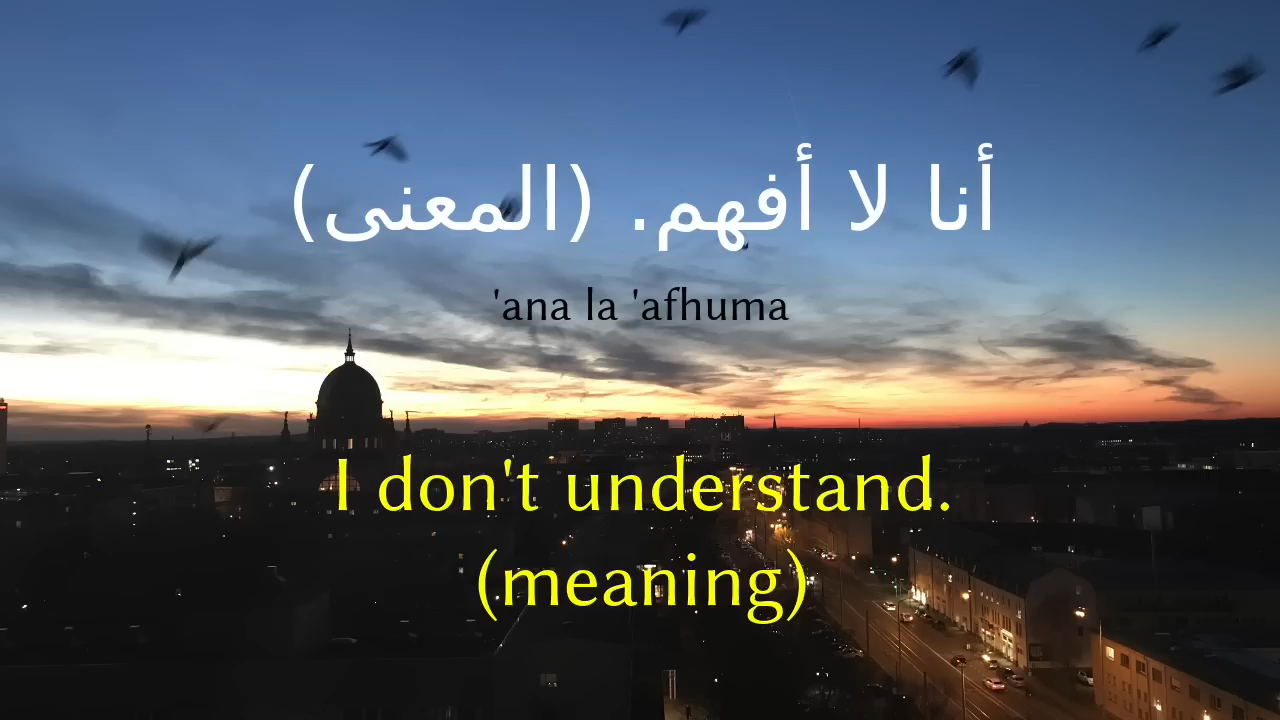 أنا لا أفهم. (المعنى)
'ana la 'afhuma
I don't understand.
(meaning)